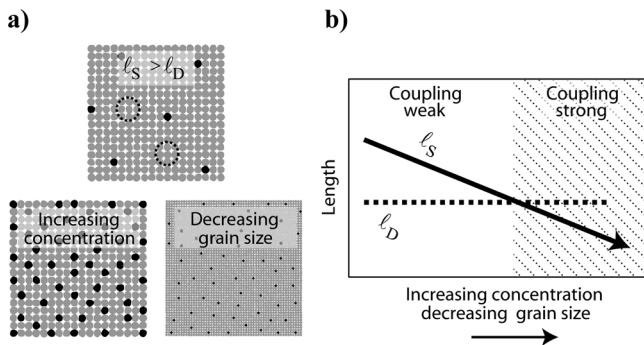 a)
ℓS > ℓD
Increasing
concentration
Decreasing
grain size
b)
Coupling
weak
Coupling
strong
ℓS
ℓD
Length
Increasing concentration
decreasing grain size